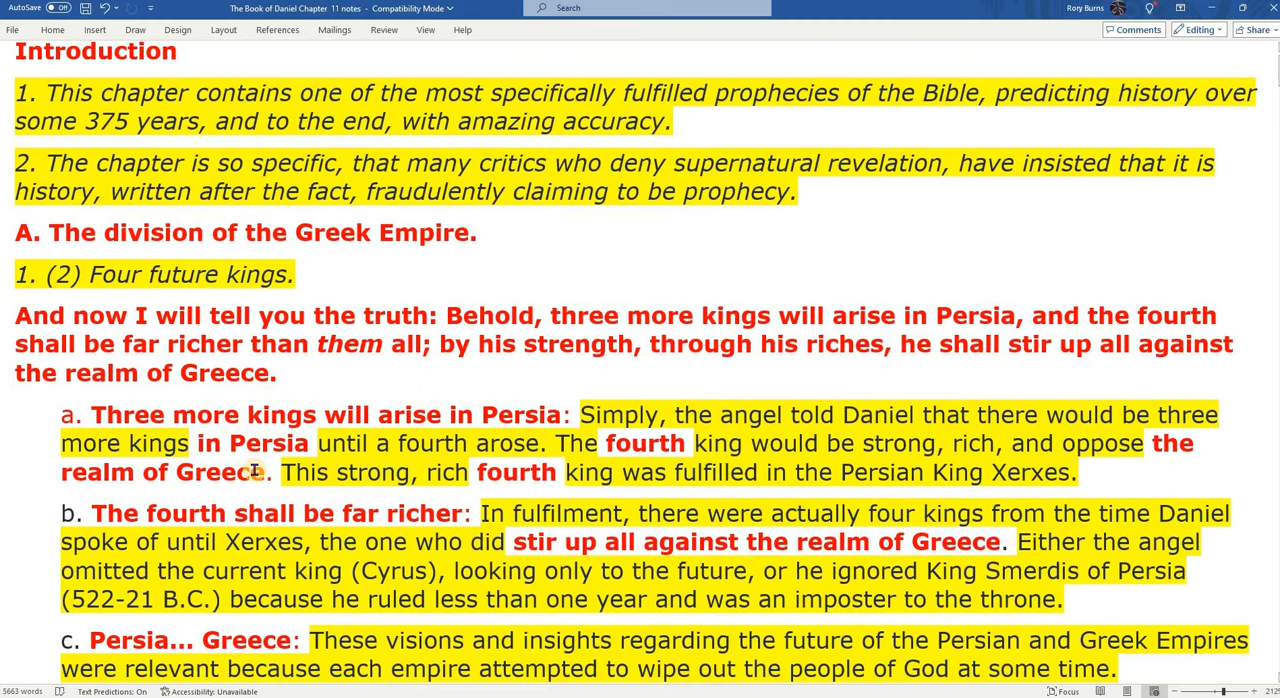 AutoSave Off The Book of Daniel Chapter 11 notes - Compatibility Mode Search Rory Burns
File Home Insert Draw Design Layout References Mailings Review View Help Comments Editing Share
Introduction
1. This chapter contains one of the most specifically fulfilled prophecies of the Bible, predicting history over
some 375 years, and to the end, with amazing accuracy.
2. The chapter is so specific, that many critics who deny supernatural revelation, have insisted that it is
history, written after the fact, fraudulently claiming to be prophecy.
A. The division of the Greek Empire.
1. (2) Four future kings.
And now I will tell you the truth: Behold, three more kings will arise in Persia, and the fourth
shall be far richer than them all; by his strength, through his riches, he shall stir up all against
the realm of Greece.
a. Three more kings will arise in Persia: Simply, the angel told Daniel that there would be three
more kings in Persia until a fourth arose. The fourth king would be strong, rich, and oppose the
realm of Greece. This strong, rich fourth king was fulfilled in the Persian King Xerxes.
b. The fourth shall be far richer: In fulfilment, there were actually four kings from the time Daniel
spoke of until Xerxes, the one who did stir up all against the realm of Greece. Either the angel
omitted the current king (Cyrus), looking only to the future, or he ignored King Smerdis of Persia
(522-21 B.C.) because he ruled less than one year and was an imposter to the throne.
c. Persia... Greece: These visions and insights regarding the future of the Persian and Greek Empires
were relevant because each empire attempted to wipe out the people of God at some time.
5663 words Text Predictions: On Accessibility: Unavailable Focus